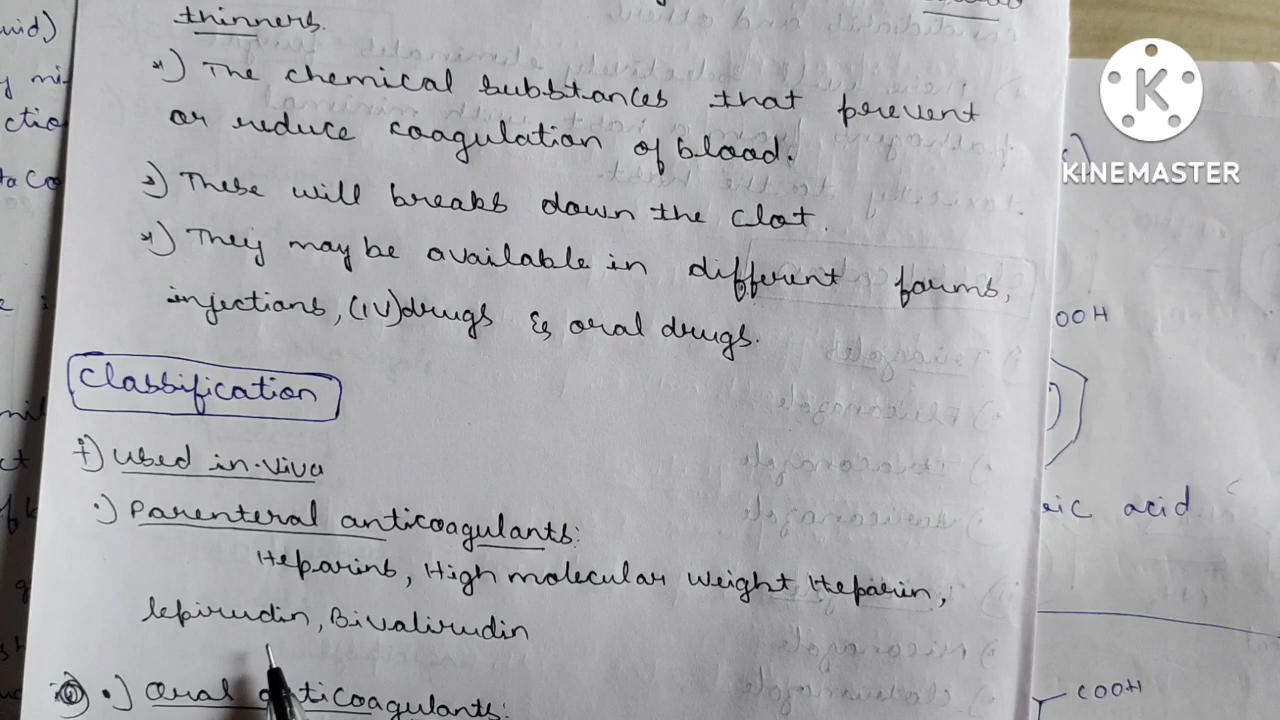 thinners.
*) The chemical substances that prevent
or reduce coagulation of blood.
*) These will breaks down the clot.
*) They may be available in different forms,
injections, (IV) drugs & oral drugs.
Classification
i) Used in-vivo
•) Parenteral anticoagulants:
Heparins, High molecular weight Heparin,
lepirudin, Bivalirudin
•) Oral anticoagulants:
OOH
ic acid
COOH
KINEMASTER